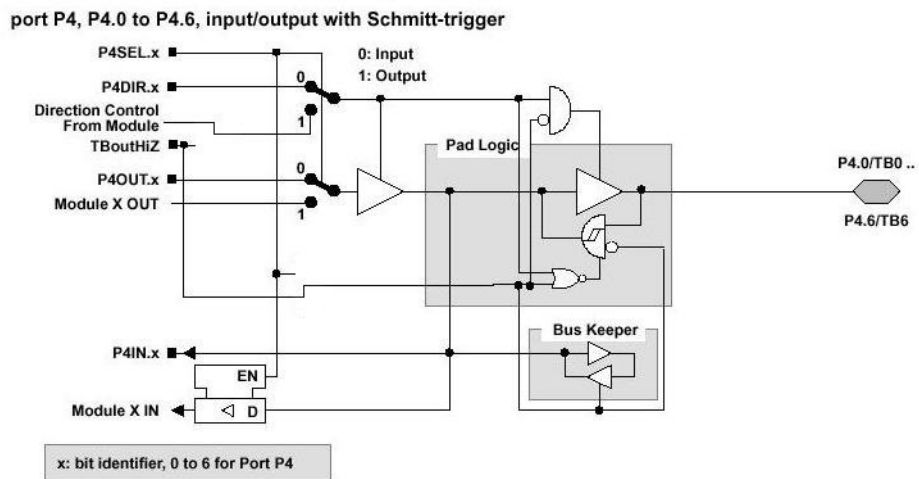 port P4, P4.0 to P4.6, input/output with Schmitt-trigger
P4SEL.x
0: Input
1: Output
P4DIR.x
0
Direction Control
From Module
1
TBoutHiZ
Pad Logic
P4OUT.x
0
Module X OUT
1
P4.0/TB0 ..
P4.6/TB6
Bus Keeper
P4IN.x
EN
Module X IN
D
x: bit identifier, 0 to 6 for Port P4